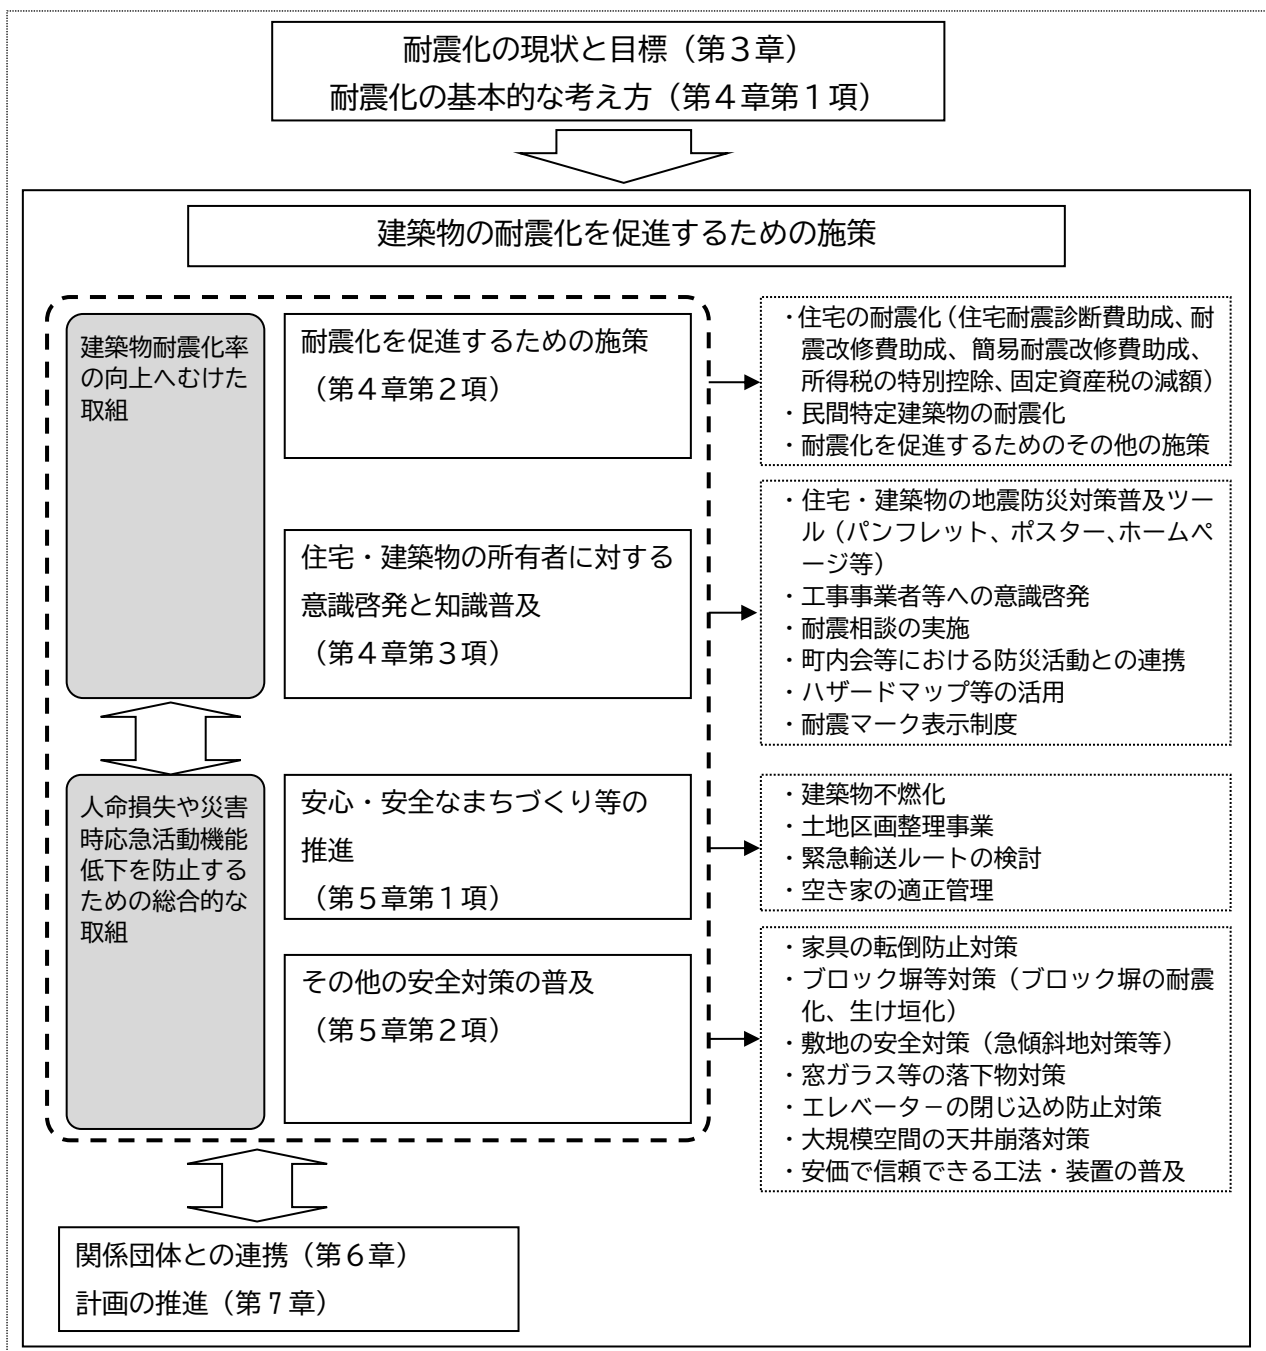 耐震化の現状と目標（第３章）
耐震化の基本的な考え方（第４章第１項）
建築物の耐震化を促進するための施策
建築物耐震化率
の向上へむけた
取組
耐震化を促進するための施策
（第４章第２項）
・住宅の耐震化（住宅耐震診断費助成、耐
震改修費助成、簡易耐震改修費助成、
所得税の特別控除、固定資産税の減額）
・民間特定建築物の耐震化
・耐震化を促進するためのその他の施策
住宅・建築物の所有者に対する
意識啓発と知識普及
（第４章第３項）
・住宅・建築物の地震防災対策普及ツー
ル（パンフレット、ポスター、ホームペ
ージ等）
・工事事業者等への意識啓発
・耐震相談の実施
・町内会等における防災活動との連携
・ハザードマップ等の活用
・耐震マーク表示制度
人命損失や災害
時応急活動機能
低下を防止する
ための総合的な
取組
安心・安全なまちづくり等の
推進
（第５章第１項）
・建築物不燃化
・土地区画整理事業
・緊急輸送ルートの検討
・空き家の適正管理
その他の安全対策の普及
（第５章第２項）
・家具の転倒防止対策
・ブロック塀等対策（ブロック塀の耐震
化、生け垣化）
・敷地の安全対策（急傾斜地対策等）
・窓ガラス等の落下物対策
・エレベータ－の閉じ込め防止対策
・大規模空間の天井崩落対策
・安価で信頼できる工法・装置の普及
関係団体との連携（第６章）
計画の推進（第７章）